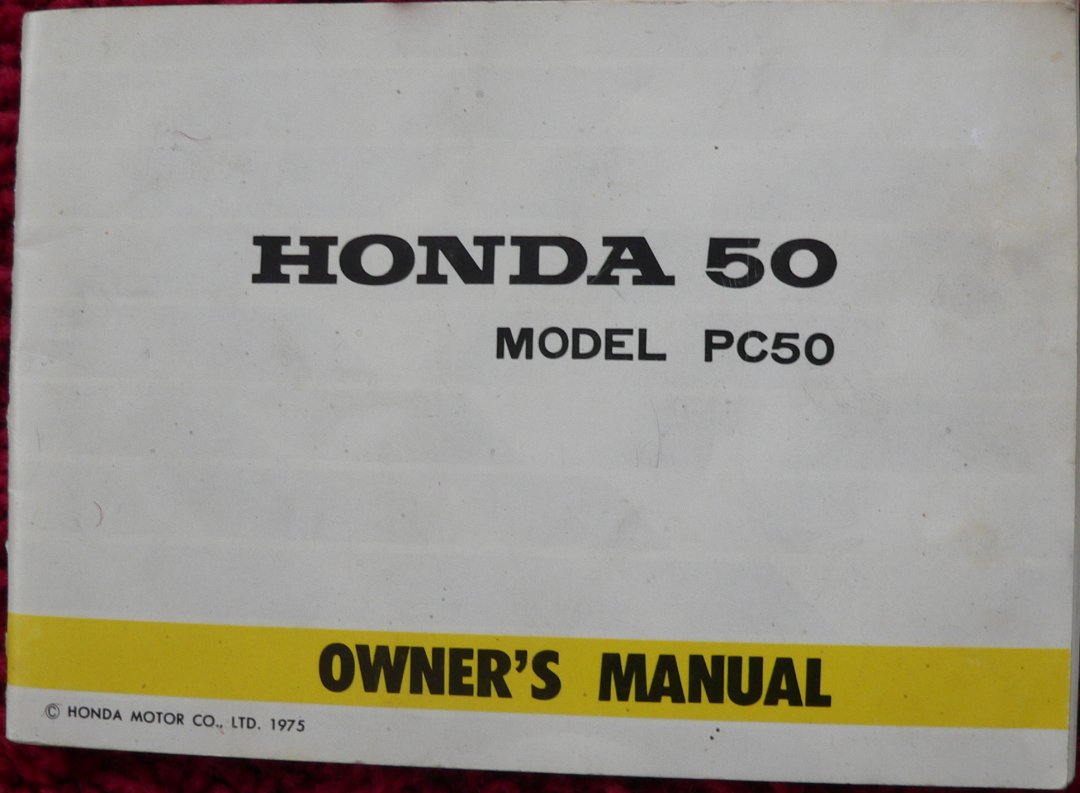 HONDA 50
MODEL PC50
OWNER'S MANUAL
© HONDA MOTOR CO., LTD. 1975